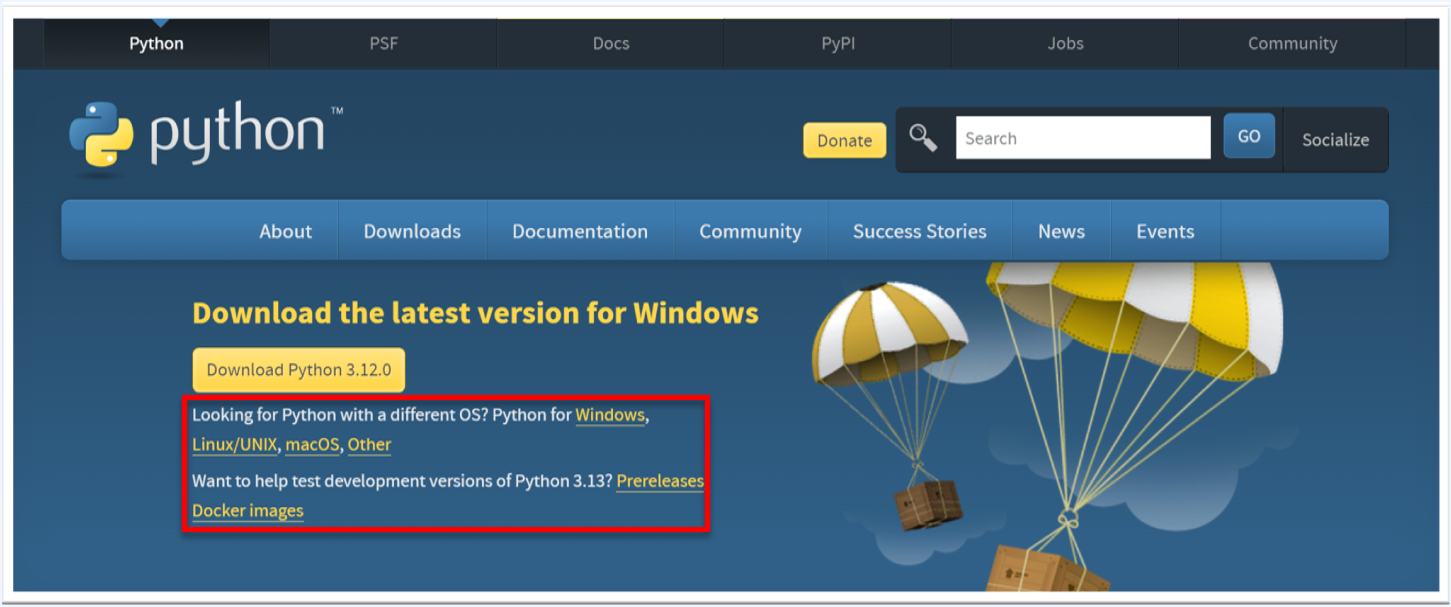 Python PSF Docs PyPI Jobs Community
python™
Donate Search GO Socialize
About Downloads Documentation Community Success Stories News Events
Download the latest version for Windows
Download Python 3.12.0
Looking for Python with a different OS? Python for Windows,
Linux/UNIX, macOS, Other
Want to help test development versions of Python 3.13? Prereleases
Docker images